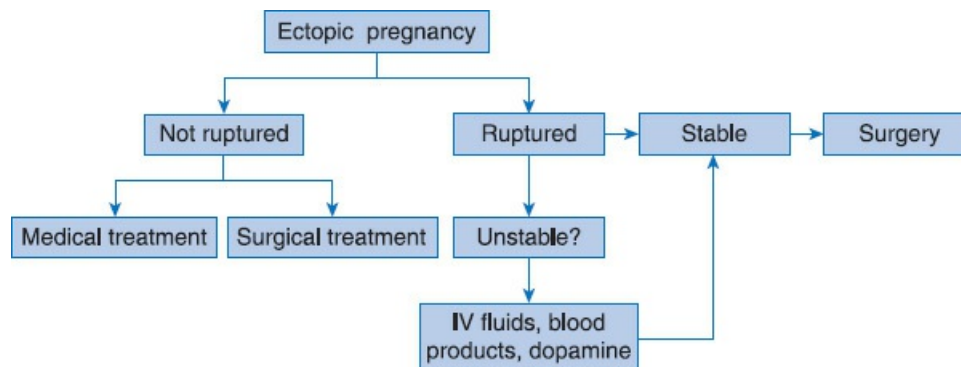 Ectopic pregnancy
Not ruptured
Ruptured
Stable
Surgery
Medical treatment
Surgical treatment
Unstable?
IV fluids, blood
products, dopamine